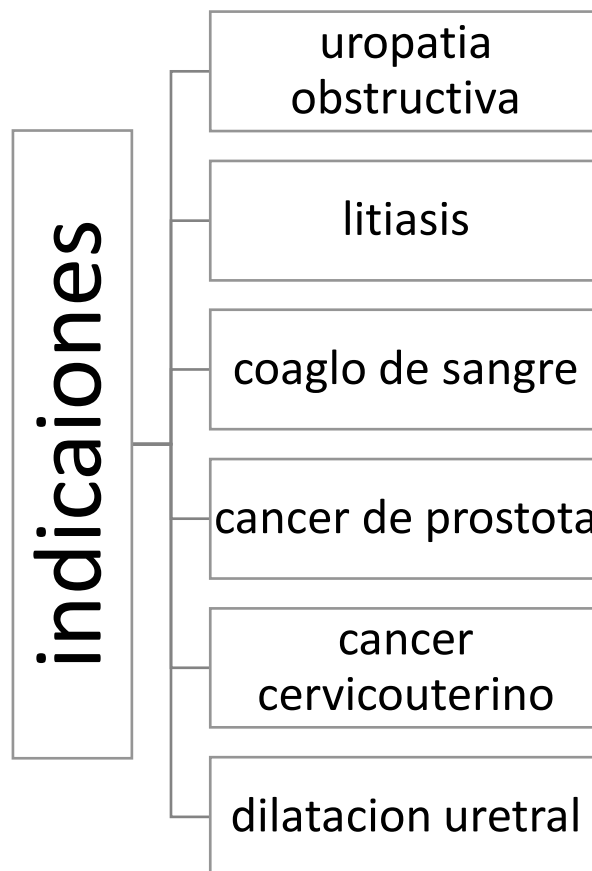 indicaiones
uropatia
obstructiva
litiasis
coaglo de sangre
cancer de prostota
cancer
cervicouterino
dilatacion uretral